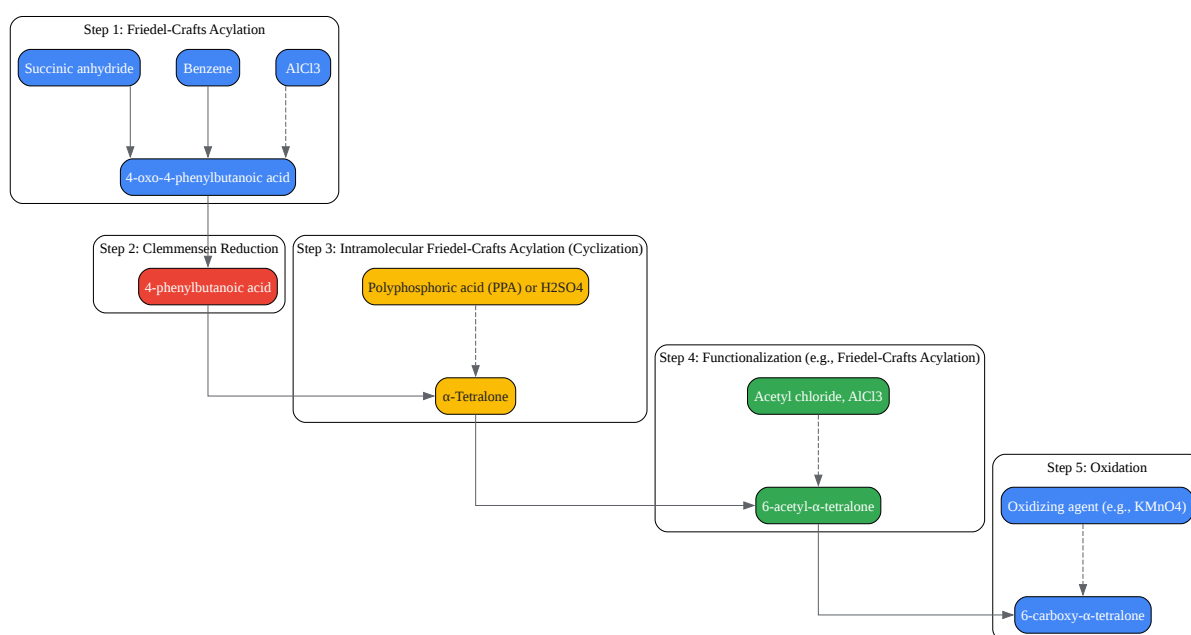 Step 1: Friedel-Crafts Acylation
Succinic anhydride
Benzene
AlCl3
4-oxo-4-phenylbutanoic acid
Step 2: Clemmensen Reduction
4-phenylbutanoic acid
Step 3: Intramolecular Friedel-Crafts Acylation (Cyclization)
Polyphosphoric acid (PPA) or H2SO4
α-Tetralone
Step 4: Functionalization (e.g., Friedel-Crafts Acylation)
Acetyl chloride, AlCl3
6-acetyl-α-tetralone
Step 5: Oxidation
Oxidizing agent (e.g., KMnO4)
6-carboxy-α-tetralone